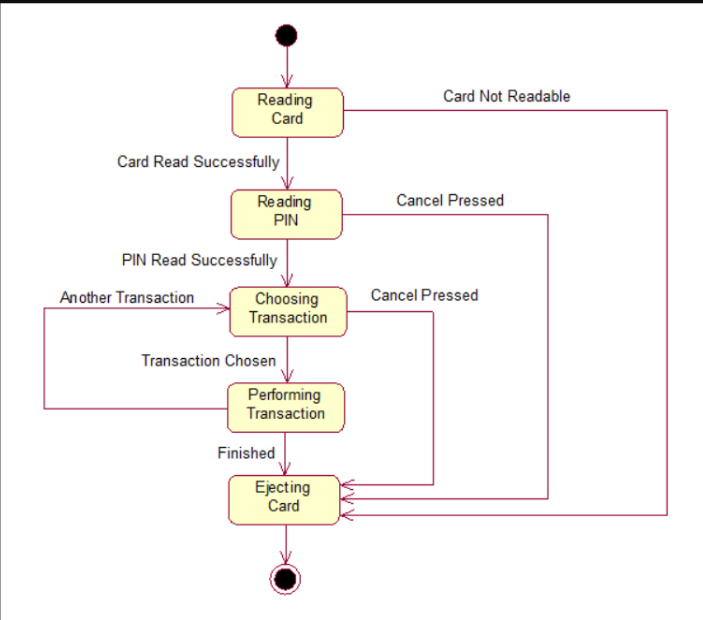 Reading
Card
Card Not Readable
Card Read Successfully
Reading
PIN
Cancel Pressed
PIN Read Successfully
Another Transaction
Choosing
Transaction
Cancel Pressed
Transaction Chosen
Performing
Transaction
Finished
Ejecting
Card